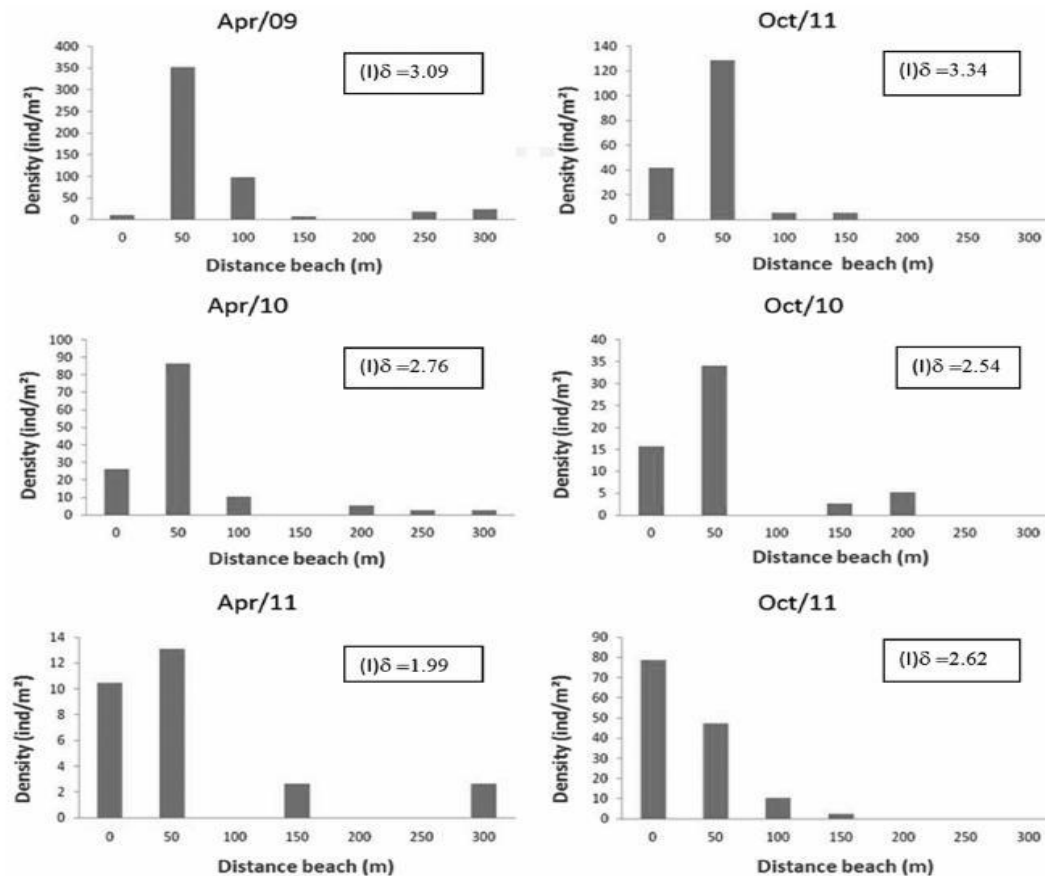 Apr/09
Density (ind/m²)
400
350
300
250
200
150
100
50
0
(I)δ =3.09
0 50 100 150 200 250 300
Distance beach (m)
Oct/11
Density (ind/m²)
140
120
100
80
60
40
20
0
(I)δ =3.34
0 50 100 150 200 250 300
Distance beach (m)
Apr/10
Density (ind/m²)
100
90
80
70
60
50
40
30
20
10
0
(I)δ =2.76
0 50 100 150 200 250 300
Distance beach (m)
Oct/10
Density (ind/m²)
40
35
30
25
20
15
10
5
0
(I)δ =2.54
0 50 100 150 200 250 300
Distance beach (m)
Apr/11
Density (ind/m²)
14
12
10
8
6
4
2
0
(I)δ =1.99
0 50 100 150 200 250 300
Distance beach (m)
Oct/11
Density (ind/m²)
90
80
70
60
50
40
30
20
10
0
(I)δ =2.62
0 50 100 150 200 250 300
Distance beach (m)